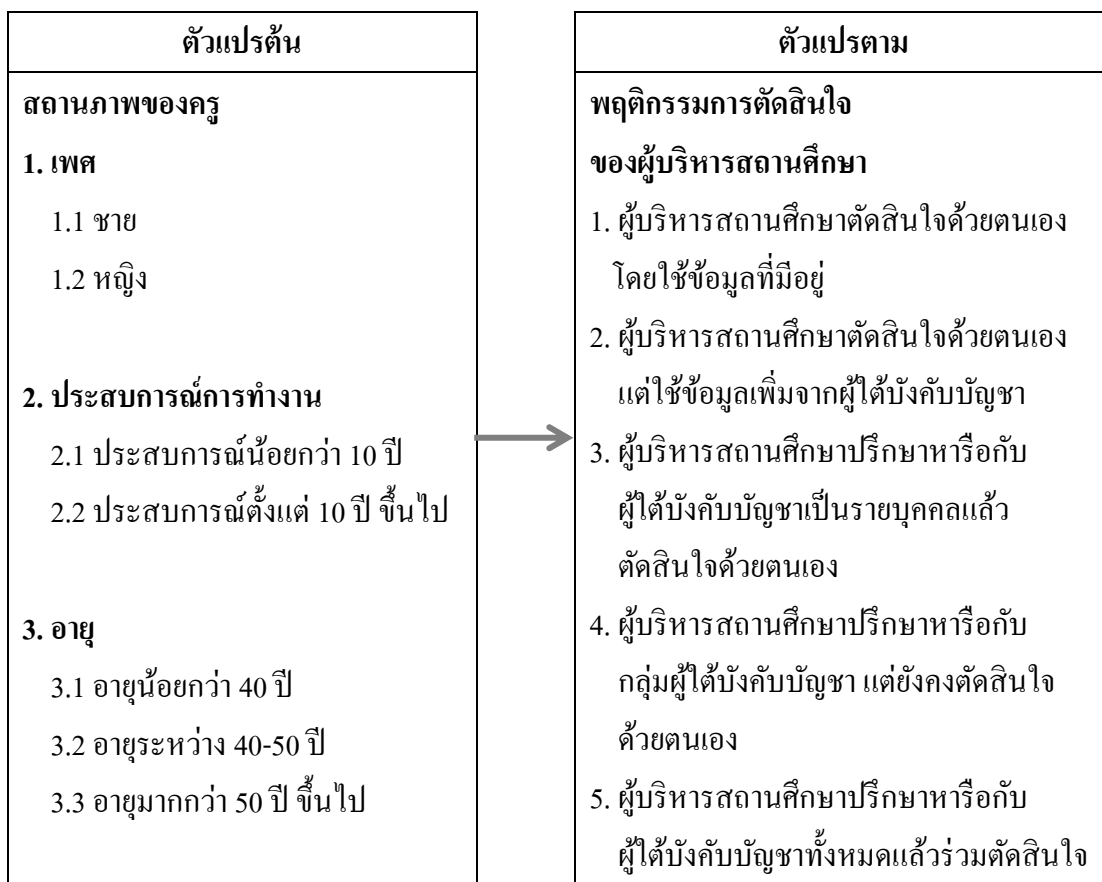 ตัวแปรต้น
สถานภาพของครู
1. เพศ
1.1 ชาย
1.2 หญิง
2. ประสบการณ์การทำงาน
2.1 ประสบการณ์น้อยกว่า 10 ปี
2.2 ประสบการณ์ตั้งแต่ 10 ปี ขึ้นไป
3. อายุ
3.1 อายุน้อยกว่า 40 ปี
3.2 อายุระหว่าง 40-50 ปี
3.3 อายุมากกว่า 50 ปี ขึ้นไป
ตัวแปรตาม
พฤติกรรมการตัดสินใจ
ของผู้บริหารสถานศึกษา
1. ผู้บริหารสถานศึกษาตัดสินใจด้วยตนเอง
โดยใช้ข้อมูลที่มีอยู่
2. ผู้บริหารสถานศึกษาตัดสินใจด้วยตนเอง
แต่ใช้ข้อมูลเพิ่มจากผู้ใต้บังคับบัญชา
3. ผู้บริหารสถานศึกษาปรึกษาหารือกับ
ผู้ใต้บังคับบัญชาเป็นรายบุคคลแล้ว
ตัดสินใจด้วยตนเอง
4. ผู้บริหารสถานศึกษาปรึกษาหารือกับ
กลุ่มผู้ใต้บังคับบัญชา แต่ยังคงตัดสินใจ
ด้วยตนเอง
5. ผู้บริหารสถานศึกษาปรึกษาหารือกับ
ผู้ใต้บังคับบัญชาทั้งหมดแล้วร่วมตัดสินใจ